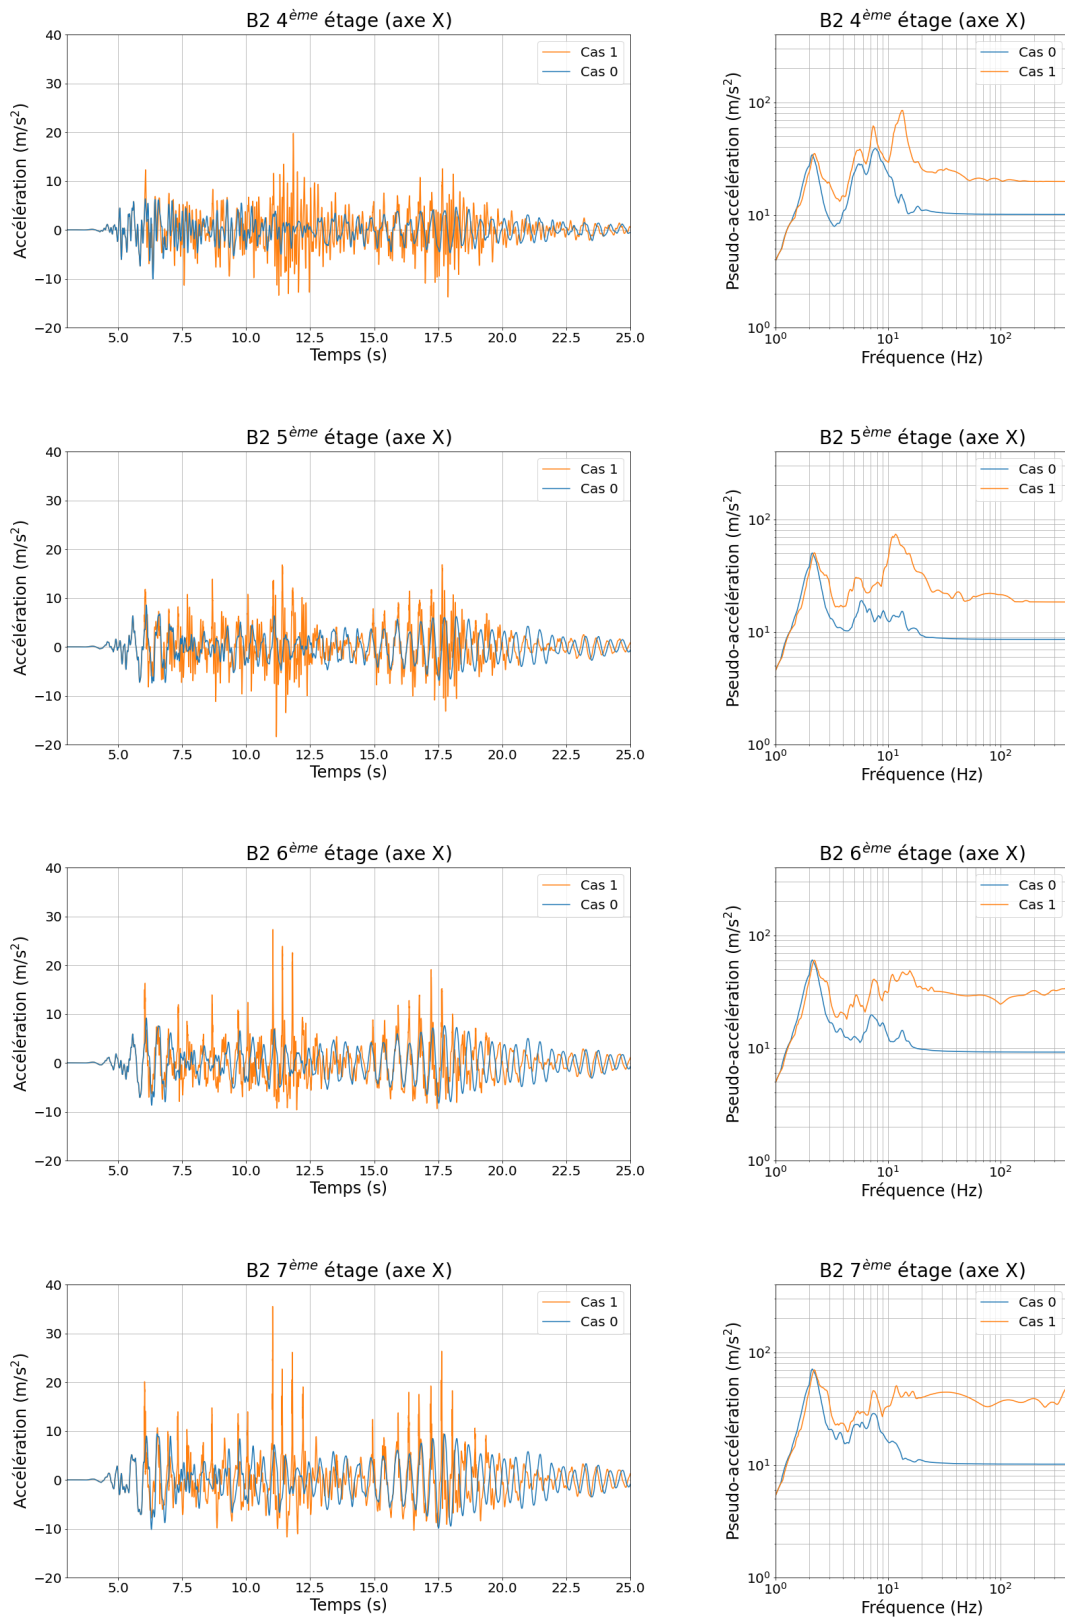 B2 4ème étage (axe X)
Accélération (m/s²)
40
30
20
10
0
−10
−20
5.0 7.5 10.0 12.5 15.0 17.5 20.0 22.5 25.0
Temps (s)
Cas 1
Cas 0
B2 4ème étage (axe X)
Pseudo-accélération (m/s²)
10²
10¹
10⁰
10⁰ 10¹ 10²
Fréquence (Hz)
Cas 0
Cas 1
B2 5ème étage (axe X)
Accélération (m/s²)
40
30
20
10
0
−10
−20
5.0 7.5 10.0 12.5 15.0 17.5 20.0 22.5 25.0
Temps (s)
Cas 1
Cas 0
B2 5ème étage (axe X)
Pseudo-accélération (m/s²)
10²
10¹
10⁰
10⁰ 10¹ 10²
Fréquence (Hz)
Cas 0
Cas 1
B2 6ème étage (axe X)
Accélération (m/s²)
40
30
20
10
0
−10
−20
5.0 7.5 10.0 12.5 15.0 17.5 20.0 22.5 25.0
Temps (s)
Cas 1
Cas 0
B2 6ème étage (axe X)
Pseudo-accélération (m/s²)
10²
10¹
10⁰
10⁰ 10¹ 10²
Fréquence (Hz)
Cas 0
Cas 1
B2 7ème étage (axe X)
Accélération (m/s²)
40
30
20
10
0
−10
−20
5.0 7.5 10.0 12.5 15.0 17.5 20.0 22.5 25.0
Temps (s)
Cas 1
Cas 0
B2 7ème étage (axe X)
Pseudo-accélération (m/s²)
10²
10¹
10⁰
10⁰ 10¹ 10²
Fréquence (Hz)
Cas 0
Cas 1